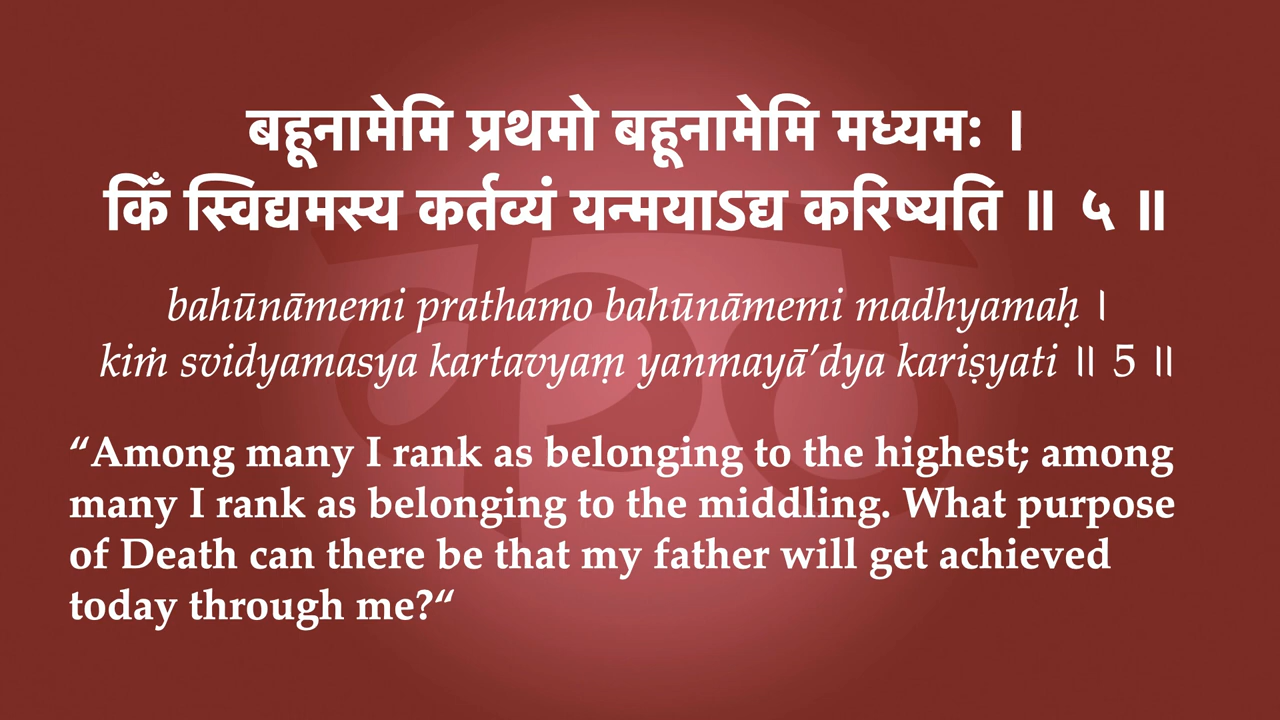 बहूनामेमि प्रथमो बहूनामेमि मध्यमः ।
किँ स्विद्यमस्य कर्तव्यं यन्मयाऽद्य करिष्यति ॥ ५ ॥
bahūnāmemi prathamo bahūnāmemi madhyamaḥ ।
kiṁ svidyamasya kartavyaṃ yanmayā’dya kariṣyati ॥ 5 ॥
“Among many I rank as belonging to the highest; among
many I rank as belonging to the middling. What purpose
of Death can there be that my father will get achieved
today through me?“
कठ